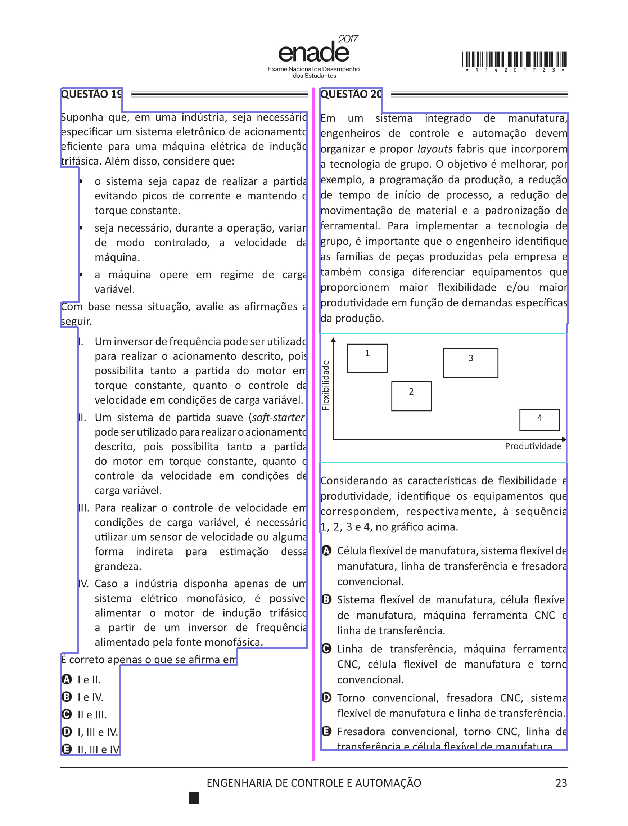 enade 2017
Exame Nacional de Desempenho
dos Estudantes
*R1420172 3*
QUESTÃO 19
Suponha que, em uma indústria, seja necessário
especificar um sistema eletrônico de acionamento
eficiente para uma máquina elétrica de indução
trifásica. Além disso, considere que:
• o sistema seja capaz de realizar a partida
evitando picos de corrente e mantendo o
torque constante.
• seja necessário, durante a operação, variar
de modo controlado, a velocidade da
máquina.
• a máquina opere em regime de carga
variável.
Com base nessa situação, avalie as afirmações a
seguir.
I. Um inversor de frequência pode ser utilizado
para realizar o acionamento descrito, pois
possibilita tanto a partida do motor em
torque constante, quanto o controle da
velocidade em condições de carga variável.
II. Um sistema de partida suave (soft-starter
pode ser utilizado para realizar o acionamento
descrito, pois possibilita tanto a partida
do motor em torque constante, quanto o
controle da velocidade em condições de
carga variável.
III. Para realizar o controle de velocidade em
condições de carga variável, é necessário
utilizar um sensor de velocidade ou alguma
forma indireta para estimação dessa
grandeza.
IV. Caso a indústria disponha apenas de um
sistema elétrico monofásico, é possível
alimentar o motor de indução trifásico
a partir de um inversor de frequência
alimentado pela fonte monofásica.
É correto apenas o que se afirma em
A I e II.
B I e IV.
C II e III.
D I, III e IV.
E II, III e IV
QUESTÃO 20
Em um sistema integrado de manufatura,
engenheiros de controle e automação devem
organizar e propor layouts fabris que incorporem
a tecnologia de grupo. O objetivo é melhorar, por
exemplo, a programação da produção, a redução
de tempo de início de processo, a redução de
movimentação de material e a padronização de
ferramental. Para implementar a tecnologia de
grupo, é importante que o engenheiro identifique
as famílias de peças produzidas pela empresa e
também consiga diferenciar equipamentos que
proporcionem maior flexibilidade e/ou maior
produtividade em função de demandas específicas
da produção.
Flexibilidade
1
3
2
4
Produtividade
Considerando as características de flexibilidade e
produtividade, identifique os equipamentos que
correspondem, respectivamente, à sequência
1, 2, 3 e 4, no gráfico acima.
A Célula flexível de manufatura, sistema flexível de
manufatura, linha de transferência e fresadora
convencional.
B Sistema flexível de manufatura, célula flexível
de manufatura, máquina ferramenta CNC e
linha de transferência.
C Linha de transferência, máquina ferramenta
CNC, célula flexível de manufatura e torno
convencional.
D Torno convencional, fresadora CNC, sistema
flexível de manufatura e linha de transferência.
E Fresadora convencional, torno CNC, linha de
transferência e célula flexível de manufatura
ENGENHARIA DE CONTROLE E AUTOMAÇÃO
23